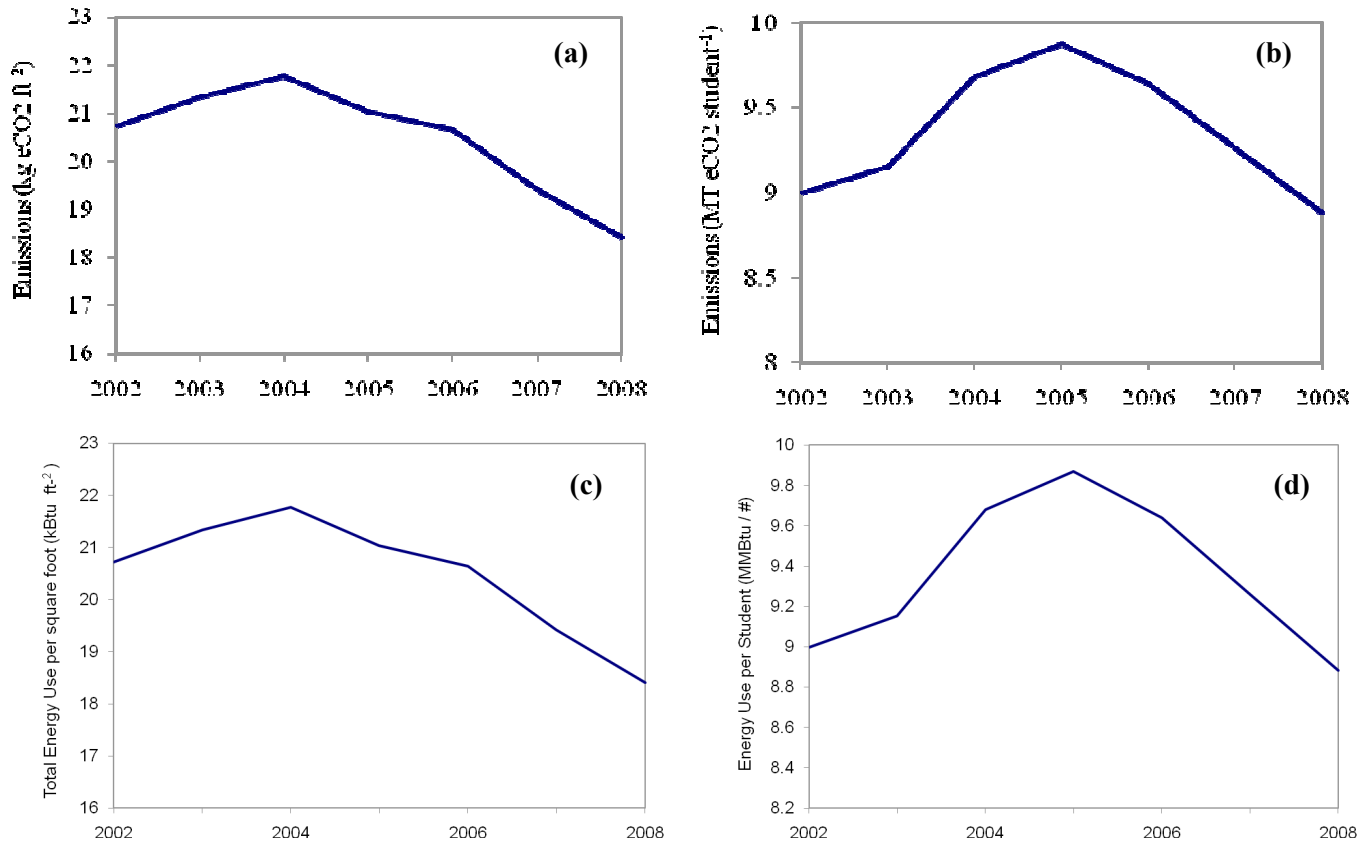 23
22
21
20
19
18
17
16
Emissions (kg eCO2 ft⁻²)
(a)
2002 2003 2004 2005 2006 2007 2008
10
9.5
9
8.5
8
Emissions (MT eCO2 student⁻¹)
(b)
2002 2003 2004 2005 2006 2007 2008
23
22
21
20
19
18
17
16
Total Energy Use per square foot (kBtu ft-²)
(c)
2002 2004 2006 2008
10
9.8
9.6
9.4
9.2
9
8.8
8.6
8.4
8.2
Energy Use per Student (MMBtu / #)
(d)
2002 2004 2006 2008